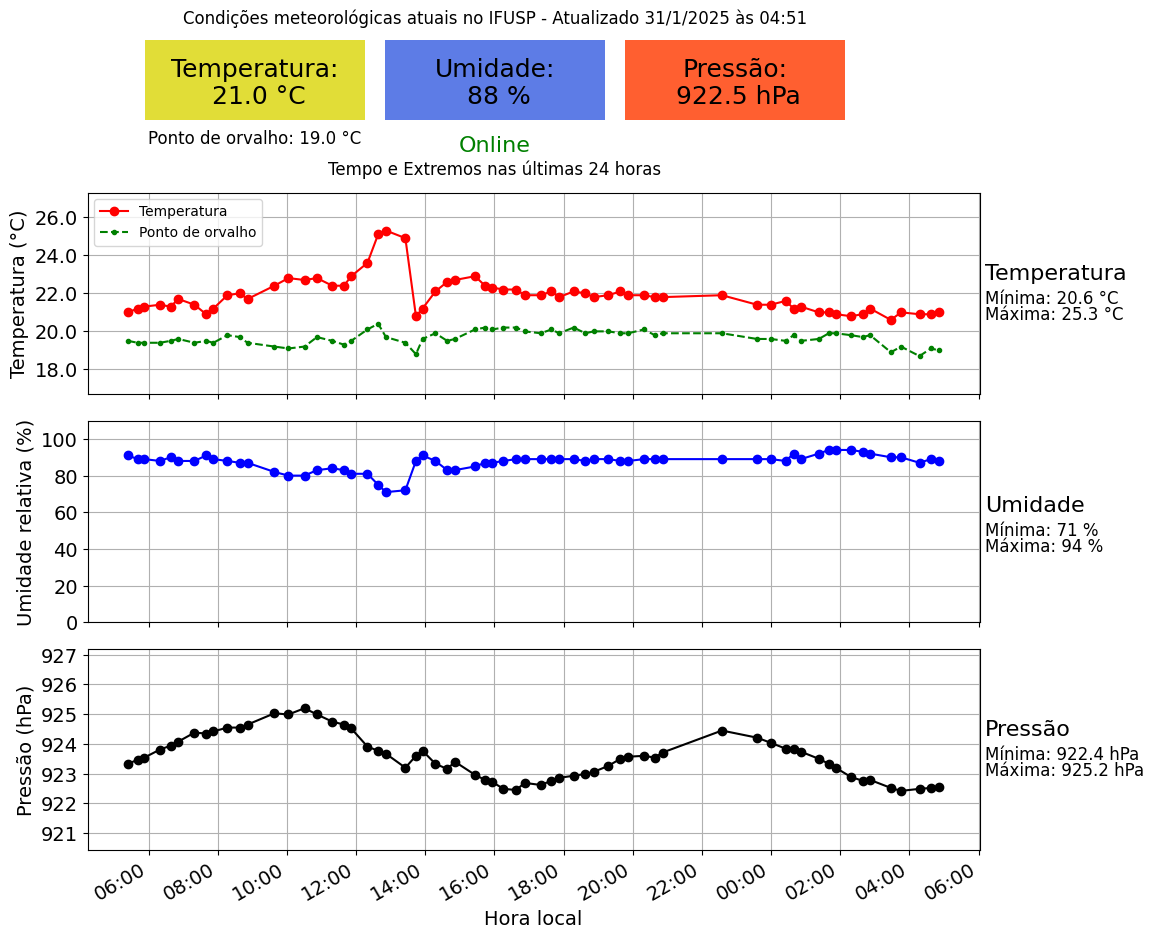 Condições meteorológicas atuais no IFUSP - Atualizado 31/1/2025 às 04:51
Temperatura:
21.0 °C
Umidade:
88 %
Pressão:
922.5 hPa
Ponto de orvalho: 19.0 °C
Online
Tempo e Extremos nas últimas 24 horas
Temperatura (°C)
26.0
24.0
22.0
20.0
18.0
Temperatura
Ponto de orvalho
Temperatura
Mínima: 20.6 °C
Máxima: 25.3 °C
Umidade relativa (%)
100
80
60
40
20
0
Umidade
Mínima: 71 %
Máxima: 94 %
Pressão (hPa)
927
926
925
924
923
922
921
Pressão
Mínima: 922.4 hPa
Máxima: 925.2 hPa
06:00 08:00 10:00 12:00 14:00 16:00 18:00 20:00 22:00 00:00 02:00 04:00 06:00
Hora local